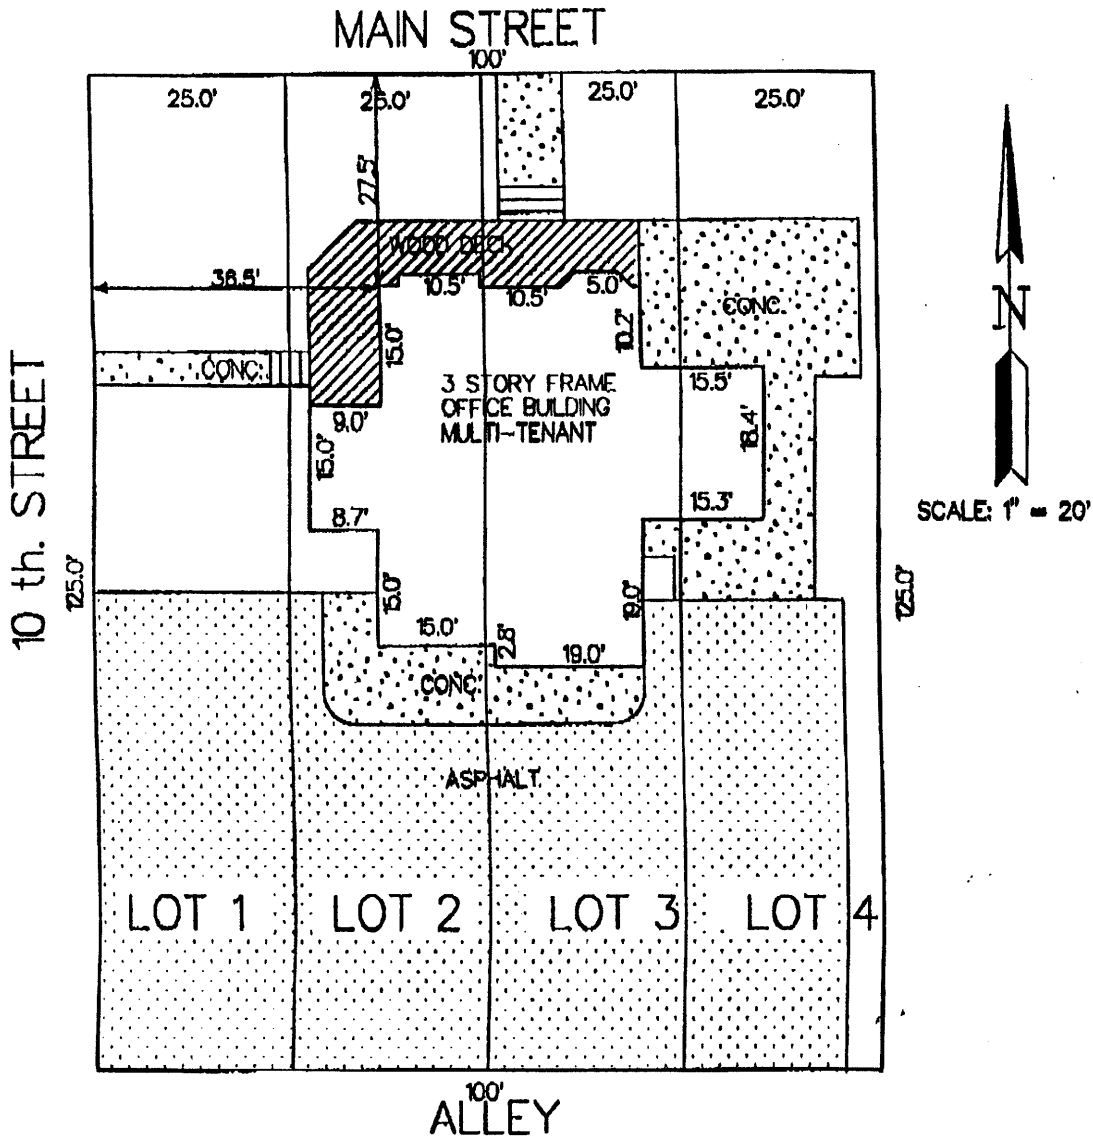 MAIN STREET
100'
25.0'
25.0'
25.0'
25.0'
27.5'
WOOD DECK
36.5'
10.5'
10.5'
5.0'
CONC.
N
15.0'
10.2'
CONC.
3 STORY FRAME
OFFICE BUILDING
MULTI-TENANT
15.5'
9.0'
15.0'
18.4'
10 th. STREET
8.7'
15.3'
SCALE: 1" = 20'
125.0'
15.0'
19.0'
125.0'
15.0'
2.8'
19.0'
CONC.
ASPHALT
LOT 1
LOT 2
LOT 3
LOT 4
100'
ALLEY